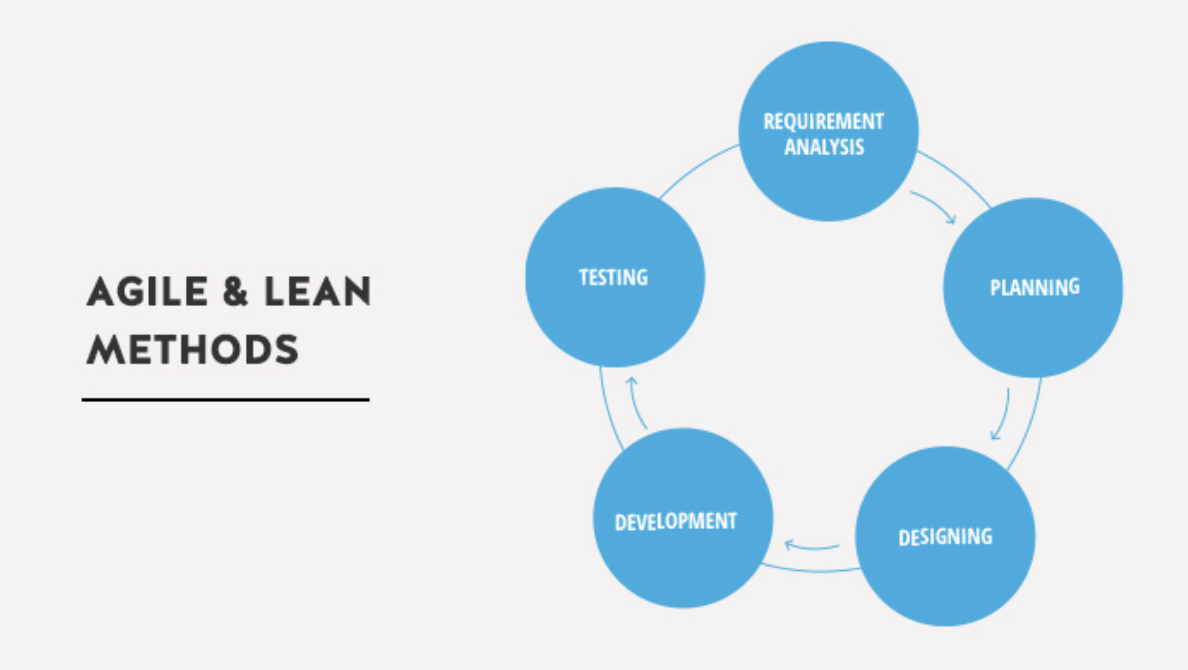 AGILE & LEAN
METHODS
REQUIREMENT
ANALYSIS
PLANNING
DESIGNING
DEVELOPMENT
TESTING